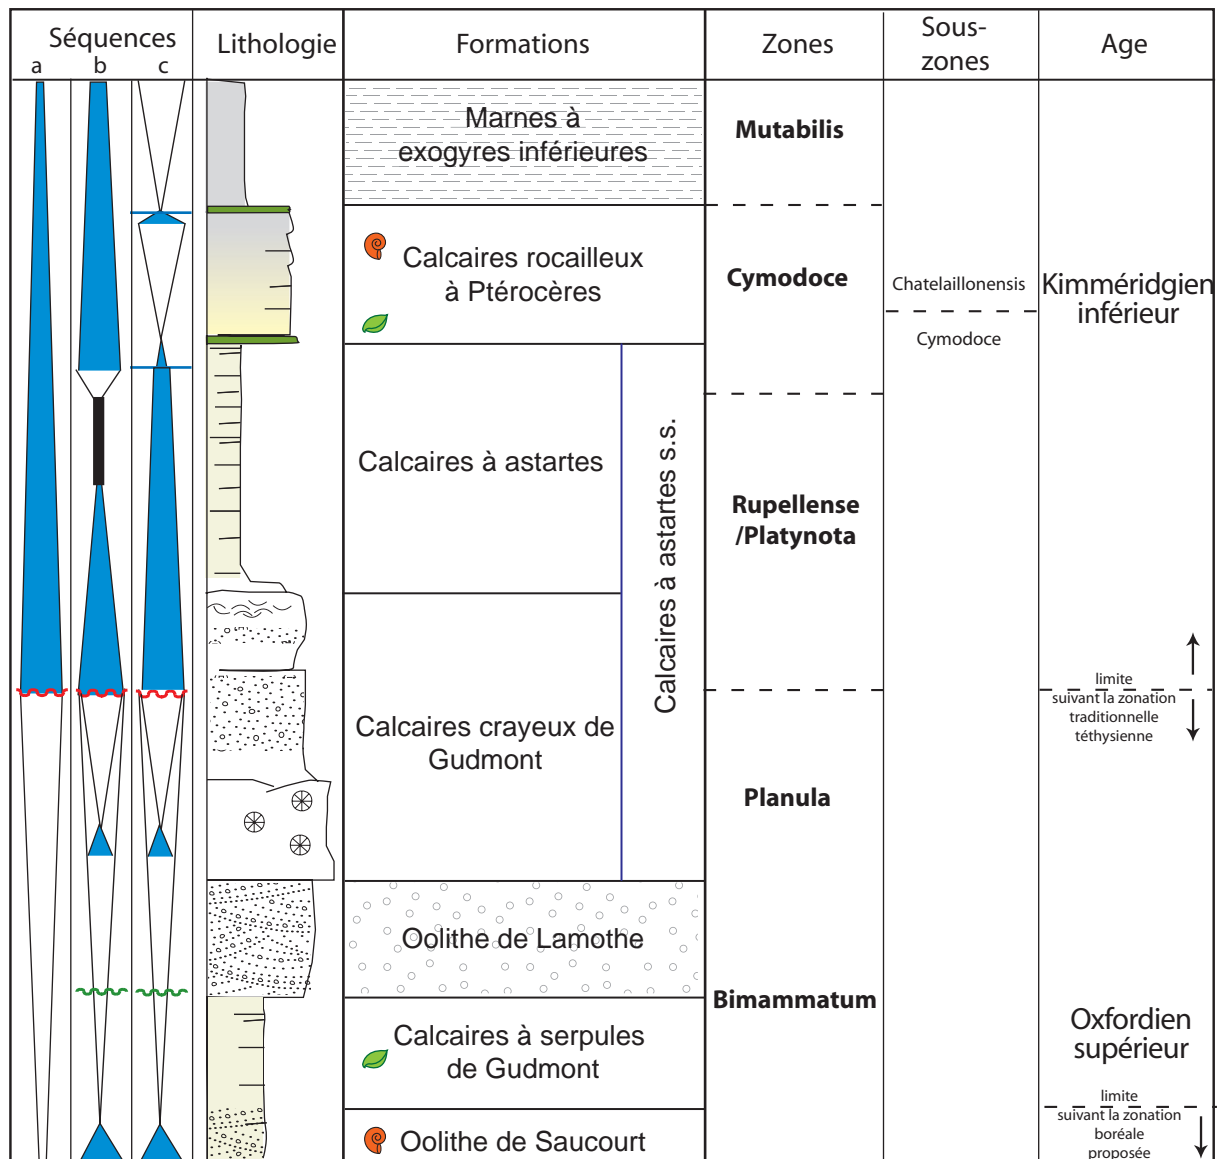 Séquences
a b c
Lithologie
Formations
Zones
Sous-
zones
Age
Marnes à
exogyres inférieures
Mutabilis
Calcaires rocailleux
à Ptérocères
Cymodoce
Chatelaillonensis
Cymodoce
Kimméridgien
inférieur
Calcaires à astartes
Calcaires à astartes s.s.
Rupellense
/Platynota
limite
suivant la zonation
traditionnelle
téthysienne
Calcaires crayeux de
Gudmont
Planula
Oolithe de Lamothe
Bimammatum
Calcaires à serpules
de Gudmont
Oxfordien
supérieur
limite
suivant la zonation
boréale
proposée
Oolithe de Saucourt